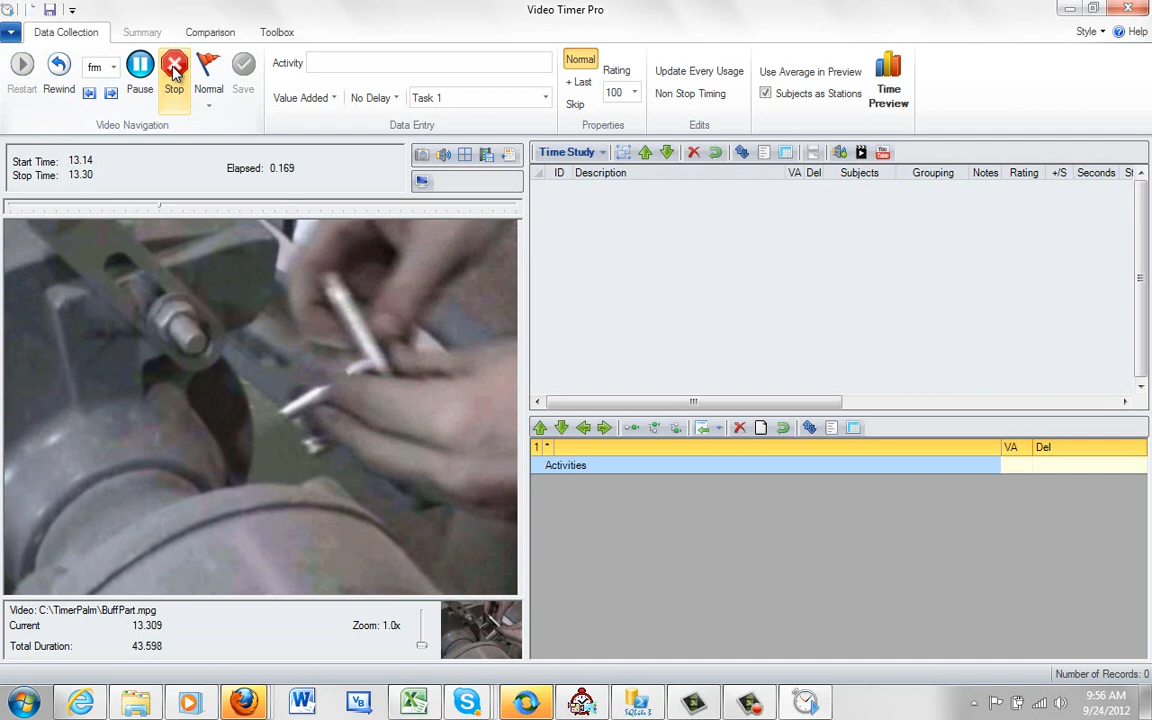 Video Timer Pro
Data Collection
Summary
Comparison
Toolbox
Style
Help
Restart
Rewind
fm
Pause
Stop
Normal
Save
Video Navigation
Activity
Value Added
No Delay
Task 1
Data Entry
Normal
+ Last
Skip
Rating
100
Properties
Update Every Usage
Non Stop Timing
Edits
Use Average in Preview
Subjects as Stations
Time
Preview
Start Time: 13.14
Stop Time: 13.30
Elapsed: 0.169
Time Study
You
Tube
ID Description VA Del Subjects Grouping Notes Rating +/S Seconds St
1 * VA Del
Activities
Video: C:\TimerPalm\BuffPart.mpg
Current 13.309 Zoom: 1.0x
Total Duration: 43.598
Number of Records: 0
9:56 AM
9/24/2012